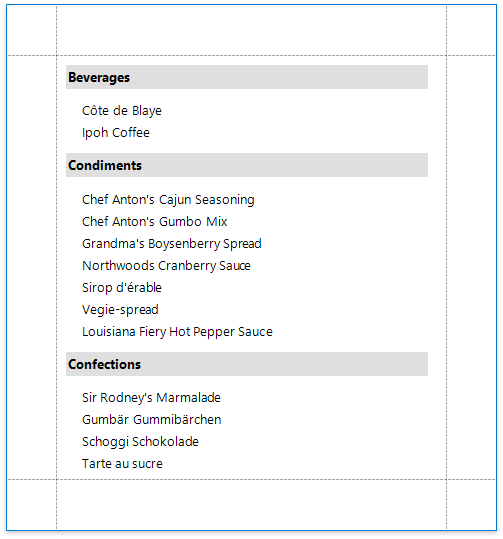 Beverages
Côte de Blaye
Ipoh Coffee
Condiments
Chef Anton's Cajun Seasoning
Chef Anton's Gumbo Mix
Grandma's Boysenberry Spread
Northwoods Cranberry Sauce
Sirop d'érable
Vegie-spread
Louisiana Fiery Hot Pepper Sauce
Confections
Sir Rodney's Marmalade
Gumbär Gummibärchen
Schoggi Schokolade
Tarte au sucre